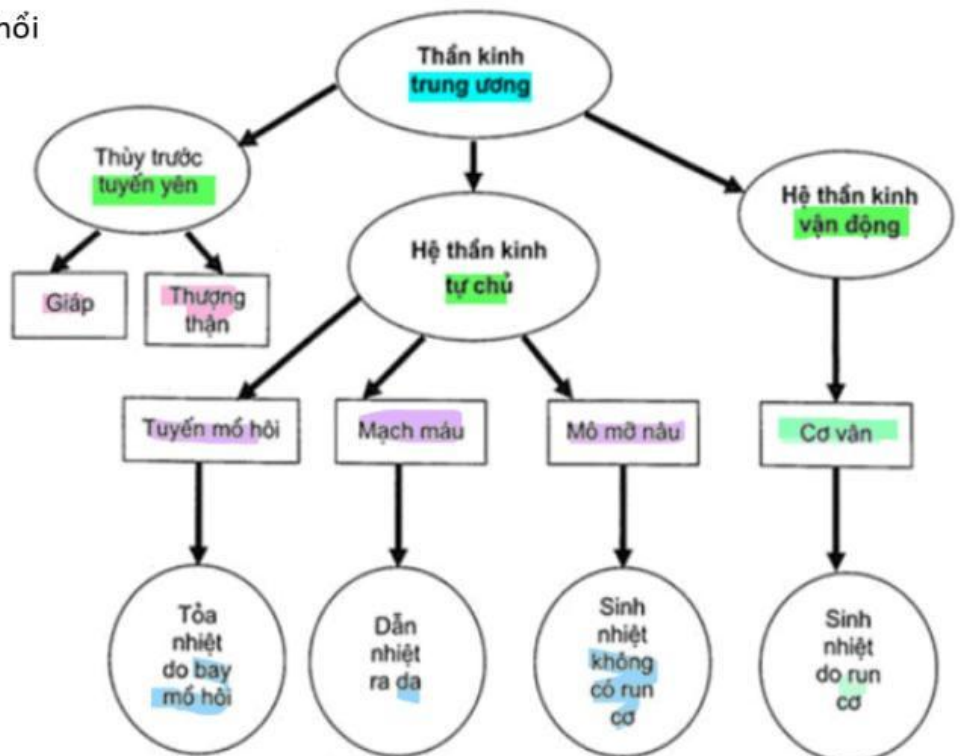 Thần kinh
trung ương
Thùy trước
tuyến yên
Hệ thần kinh
tự chủ
Hệ thần kinh
vận động
Giáp
Thượng
thận
Tuyến mồ hôi
Mạch máu
Mô mỡ nâu
Cơ vân
Tỏa
nhiệt
do bay
mồ hôi
Dẫn
nhiệt
ra da
Sinh
nhiệt
không
có run
cơ
Sinh
nhiệt
do run
cơ